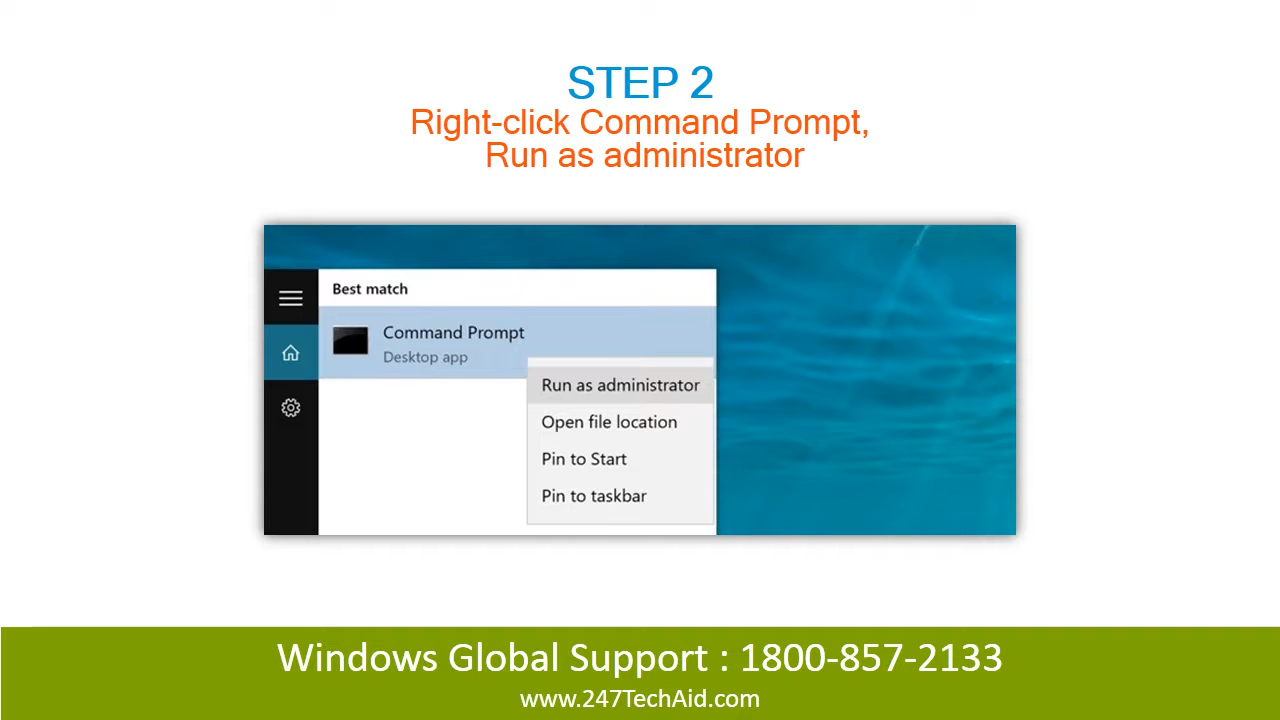 STEP 2
Right-click Command Prompt,
Run as administrator
Best match
Command Prompt
Desktop app
Run as administrator
Open file location
Pin to Start
Pin to taskbar
Windows Global Support : 1800-857-2133
www.247TechAid.com